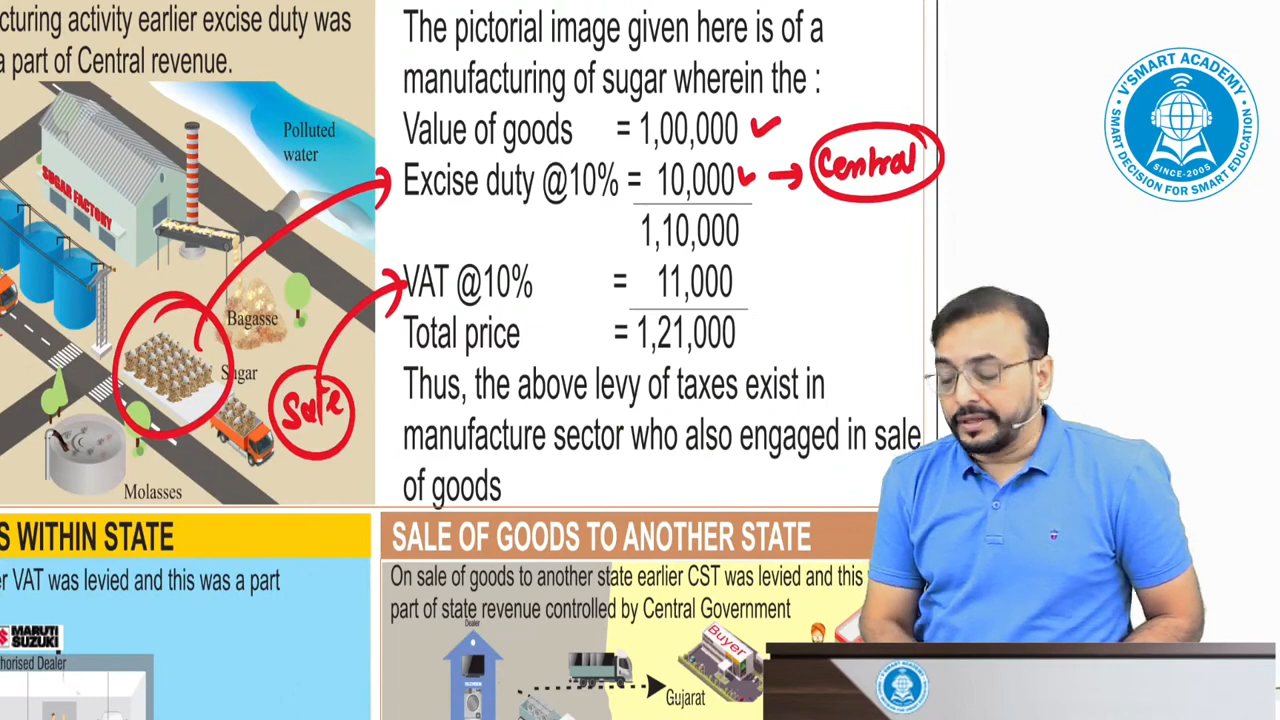 cturing activity earlier excise duty was
a part of Central revenue.
Polluted
water
SUGAR FACTORY
Bagasse
Sugar
Sale
Molasses
The pictorial image given here is of a
manufacturing of sugar wherein the :
Value of goods = 1,00,000
Excise duty @10% = 10,000
Central
1,10,000
VAT @10% = 11,000
Total price = 1,21,000
Thus, the above levy of taxes exist in
manufacture sector who also engaged in sale
of goods
S WITHIN STATE
er VAT was levied and this was a part
MARUTI
SUZUKI
thorised Dealer
SALE OF GOODS TO ANOTHER STATE
On sale of goods to another state earlier CST was levied and this
part of state revenue controlled by Central Government
Dealer
Buyer
Gujarat
V'SMART ACADEMY
SINCE-2005
SMART DECISION FOR SMART EDUCATION